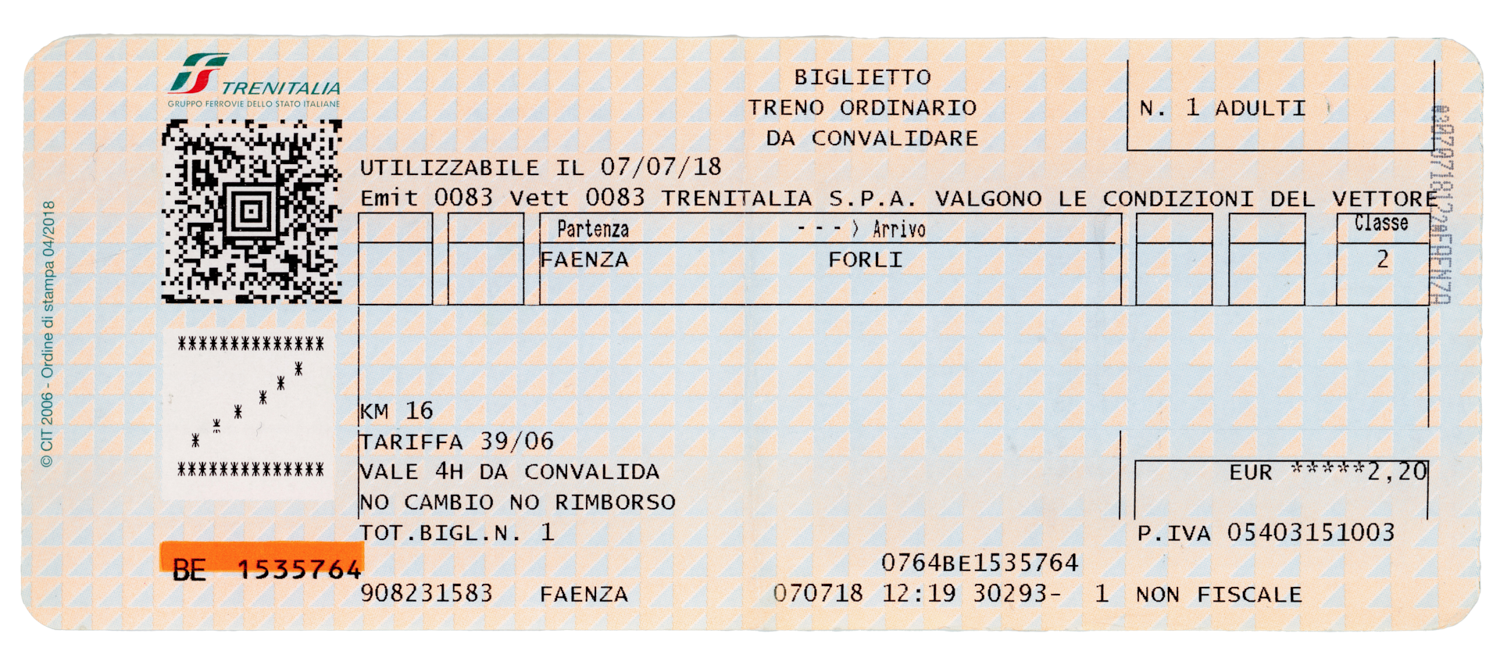 TRENITALIA
GRUPPO FERROVIE DELLO STATO ITALIANE
BIGLIETTO
TRENO ORDINARIO
DA CONVALIDARE
N. 1 ADULTI
UTILIZZABILE IL 07/07/18
Emit 0083 Vett 0083 TRENITALIA S.P.A. VALGONO LE CONDIZIONI DEL VETTORE
Partenza ---> Arrivo Classe
FAENZA FORLI 2
© CIT 2006 - Ordine di stampa 04/2018
**************
*
*
*
*
*
*
**************
KM 16
TARIFFA 39/06
VALE 4H DA CONVALIDA
EUR *****2,20
NO CAMBIO NO RIMBORSO
TOT.BIGL.N. 1
P.IVA 05403151003
BE 1535764
0764BE1535764
908231583 FAENZA 070718 12:19 30293- 1 NON FISCALE